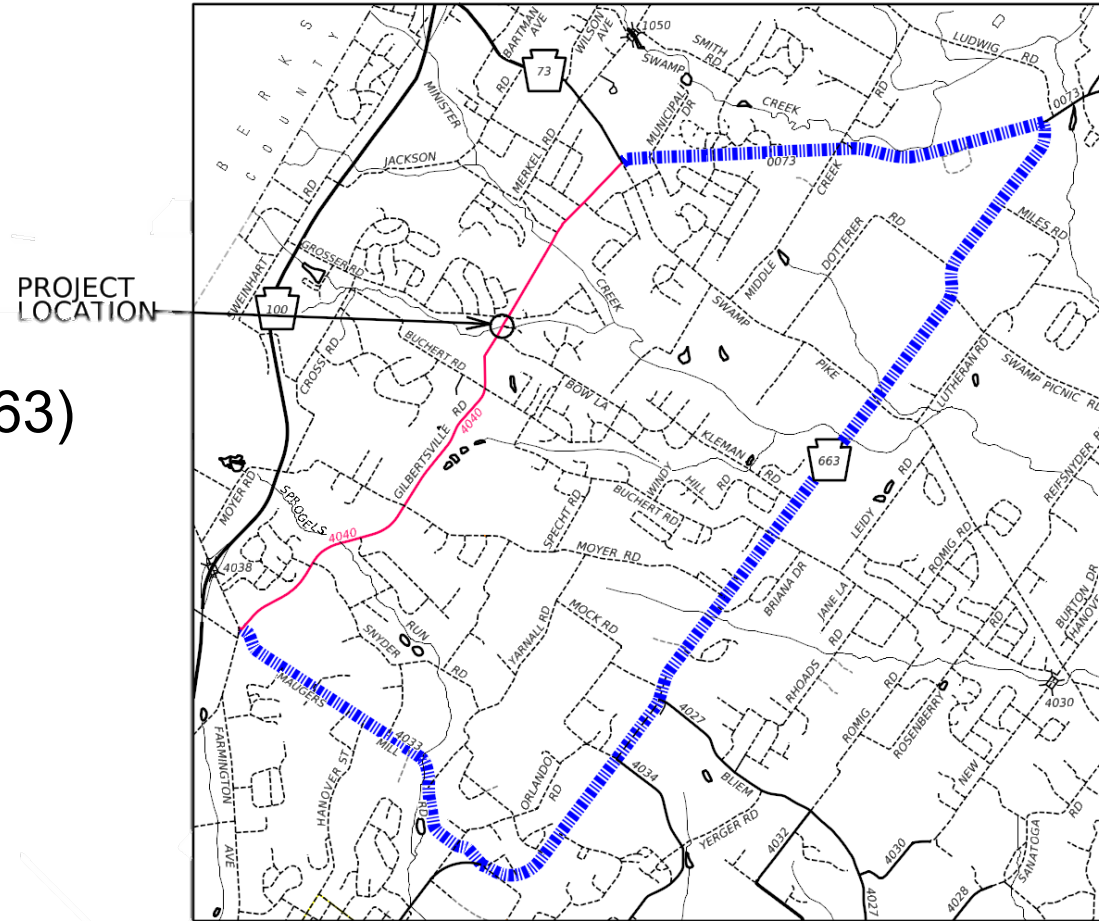 BARTMAN
AVE
RD
WILSON
AVE
1050
SMITH
RD
SWAMP
LUDWIG
RD
73
BERKS
COUNTY
MINISTER
MUNICIPAL
DR
CREEK
RD
0073
JACKSON
RD
MERKEL RD
0073
CREEK
MILES RD
DOTTERER
RD
WEINHART
GROSSER RD
MIDDLE
PROJECT
LOCATION
100
CREEK
SWAMP
CROSS RD
BUCHERT RD
PIKE
LUTHERAN RD
SWAMP PICNIC RD
63)
GILBERTSVILLE
RD
4040
BOW LA
KLEMAN
RD
663
MOYER RD
SPROGELS
WINDY
HILL
RD
BUCHERT RD
SPECHT RD
LEIDY
RD
REIFSNYDER R
4040
MOYER RD
ROMIG RD
4038
BRIANA DR
JANE LA
BURTON DR
HANOVE
MOCK RD
YARNALL RD
SNYDER
RUN
RD
RHOADS
RD
RD
4030
MAUGERS
4033
MILL
RD
4027
ROMIG
RD
ROSENBERRY
FARMINGTON
AVE
HANOVER ST
ORLANDO
RD
4034
BLIEM
NEW
YERGER RD
4032
4030
SANATOGA
RD
4027
4028